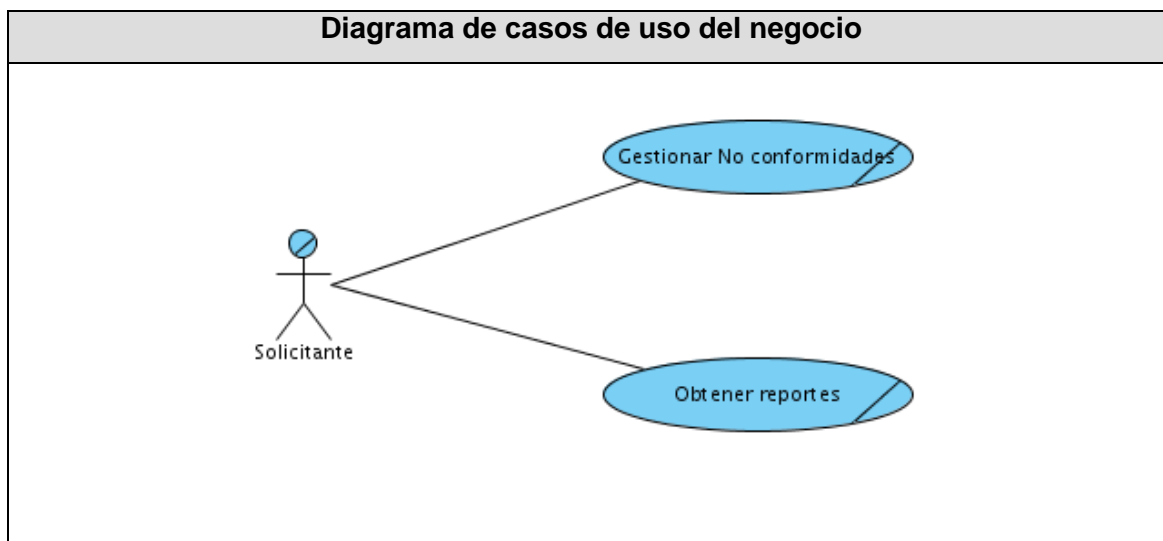 Diagrama de casos de uso del negocio
Gestionar No conformidades
Solicitante
Obtener reportes